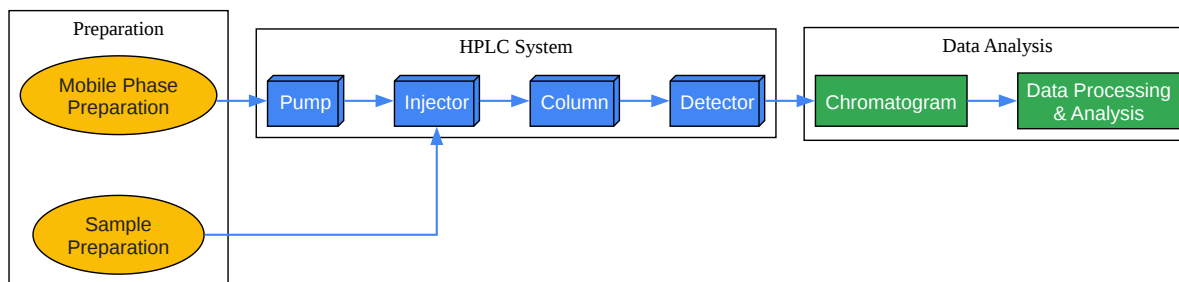 Preparation
Mobile Phase
Preparation
Sample
Preparation
HPLC System
Pump
Injector
Column
Detector
Data Analysis
Chromatogram
Data Processing
& Analysis